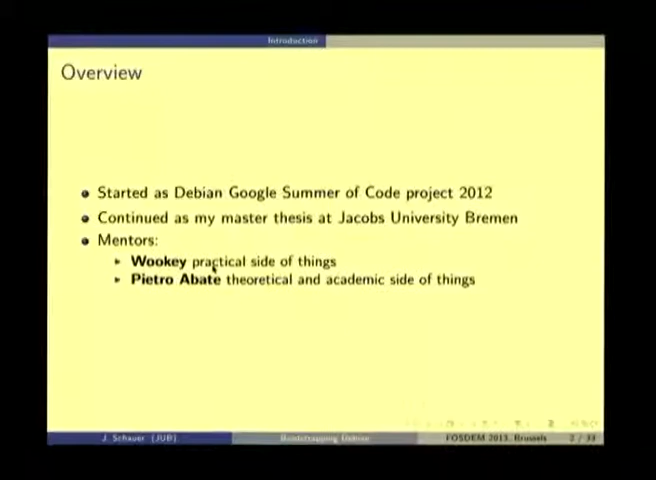 Introduction
Overview
Started as Debian Google Summer of Code project 2012
Continued as my master thesis at Jacobs University Bremen
Mentors:
Wookey practical side of things
Pietro Abate theoretical and academic side of things
J. Schauer (JUB)
Bootstrapping Debian
FOSDEM 2013, Brussels